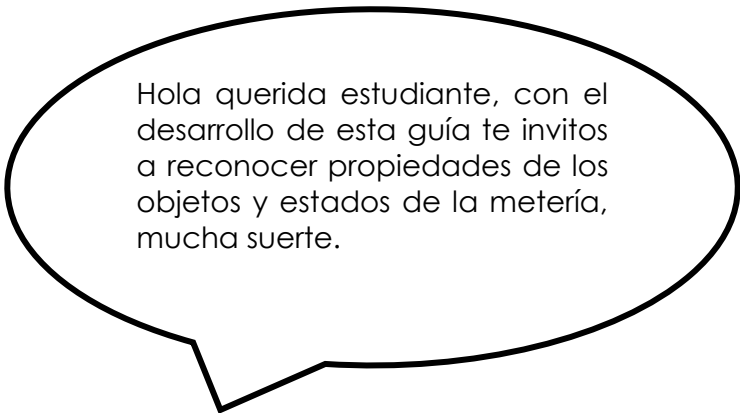 Hola querida estudiante, con el
desarrollo de esta guía te invitos
a reconocer propiedades de los
objetos y estados de la metería,
mucha suerte.